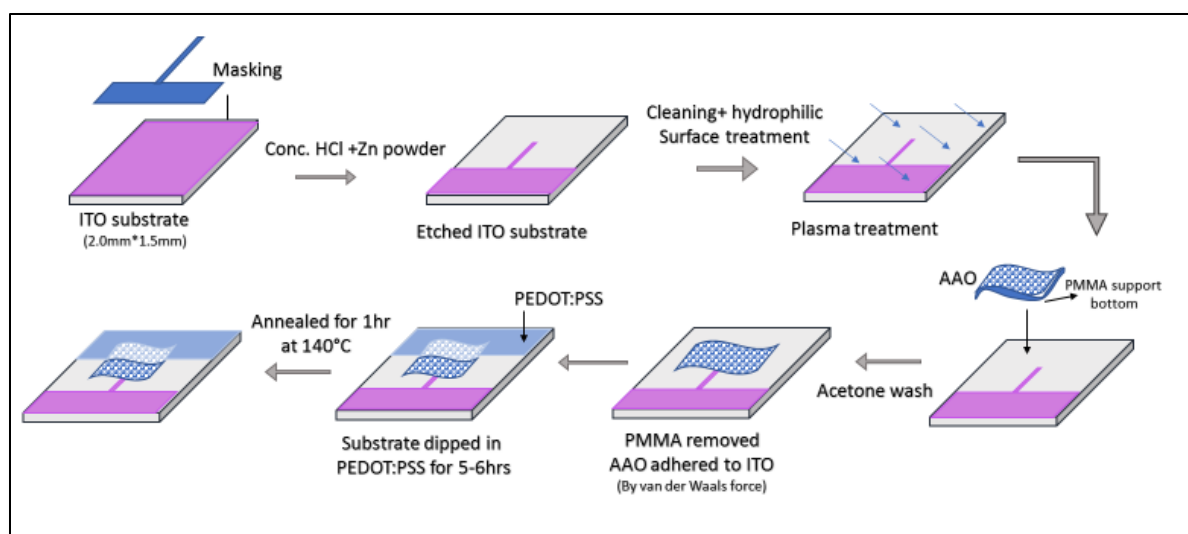 Masking
ITO substrate
(2.0mm*1.5mm)
Conc. HCl +Zn powder
Etched ITO substrate
Cleaning+ hydrophilic
Surface treatment
Plasma treatment
AAO
PMMA support
bottom
Acetone wash
PMMA removed
AAO adhered to ITO
(By van der Waals force)
PEDOT:PSS
Substrate dipped in
PEDOT:PSS for 5-6hrs
Annealed for 1hr
at 140°C